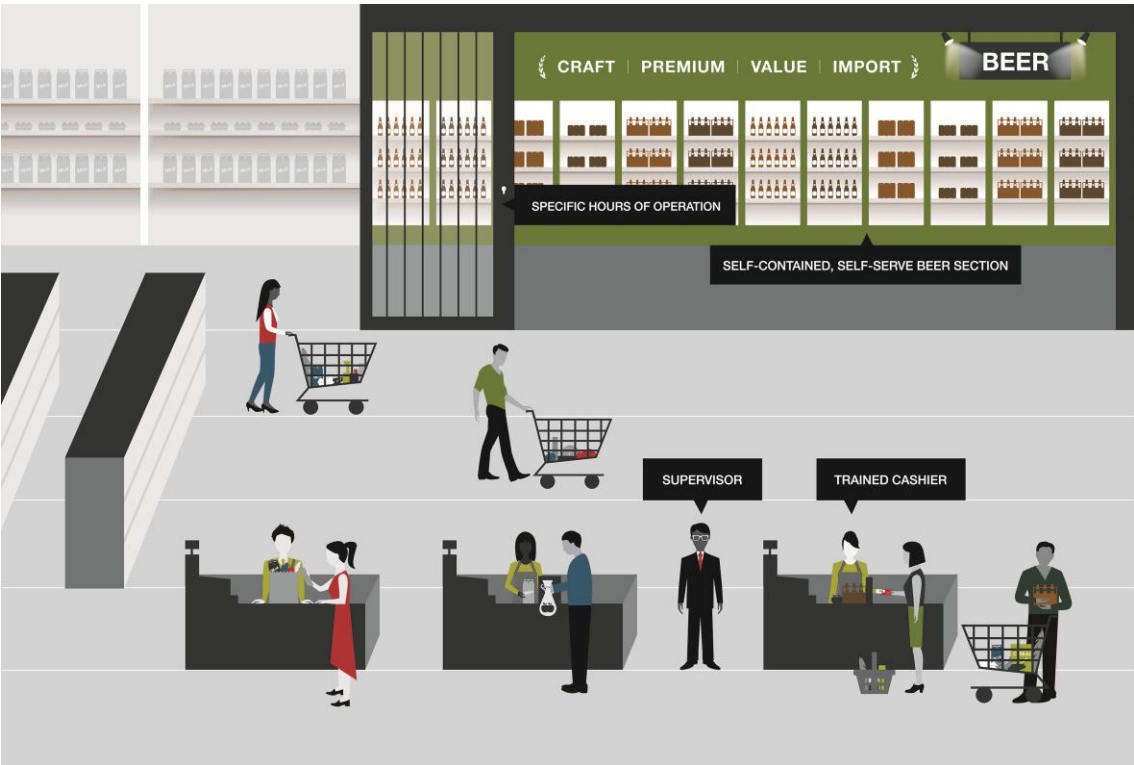 BEER
CRAFT | PREMIUM | VALUE | IMPORT
SPECIFIC HOURS OF OPERATION
SELF-CONTAINED, SELF-SERVE BEER SECTION
SUPERVISOR
TRAINED CASHIER